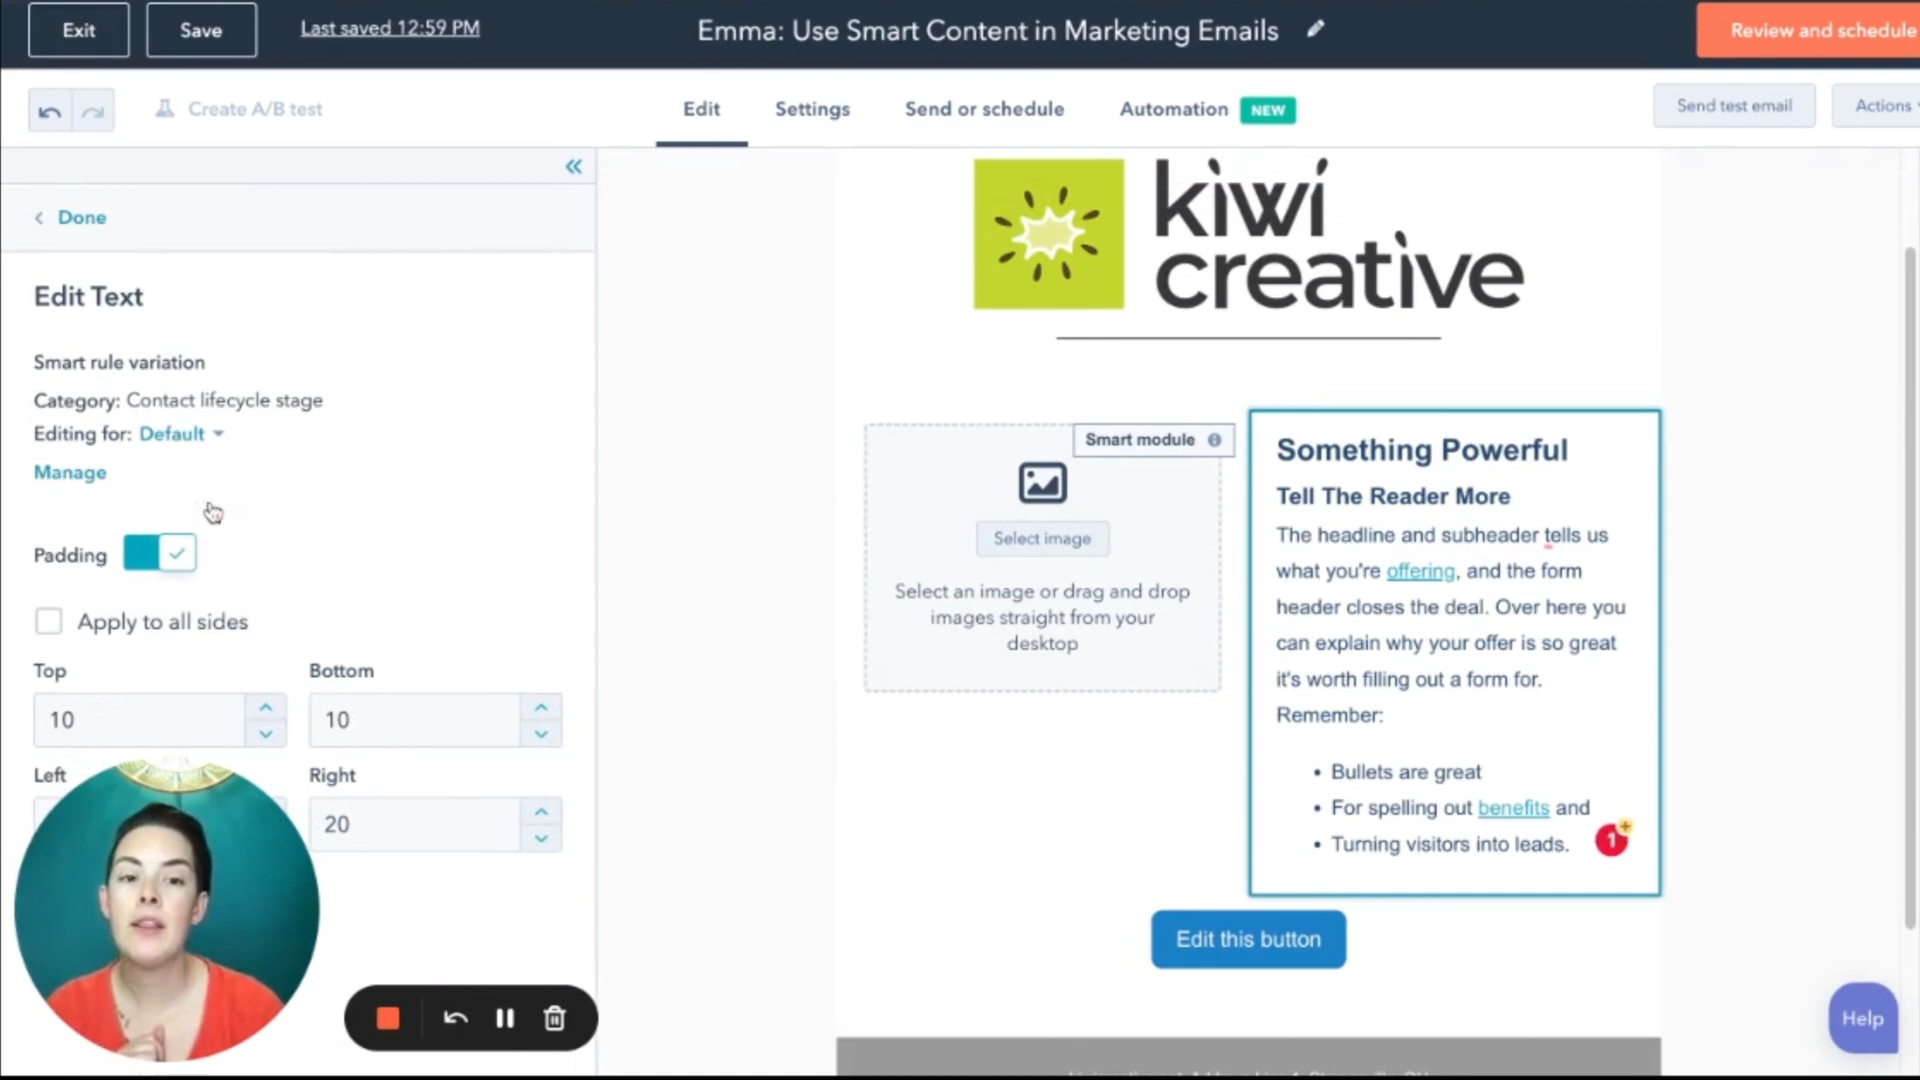 Exit
Save
Last saved 12:59 PM
Emma: Use Smart Content in Marketing Emails
Review and schedule
Create A/B test
Edit
Settings
Send or schedule
Automation
NEW
Send test email
Actions
Done
Edit Text
Smart rule variation
Category: Contact lifecycle stage
Editing for: Default
Manage
Padding
Apply to all sides
Top
Bottom
10
10
Left
Right
20
kiwi
creative
Smart module
Select image
Select an image or drag and drop
images straight from your
desktop
Something Powerful
Tell The Reader More
The headline and subheader tells us
what you're offering, and the form
header closes the deal. Over here you
can explain why your offer is so great
it's worth filling out a form for.
Remember:
• Bullets are great
• For spelling out benefits and
• Turning visitors into leads.
1
Edit this button
Help